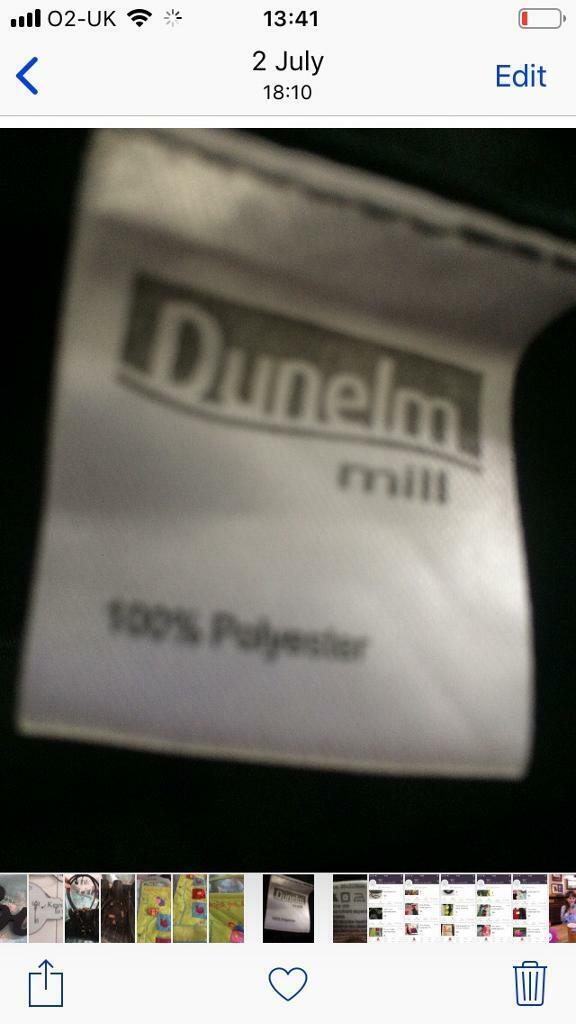 O2-UK 13:41
2 July
18:10
Edit
Dunelm
mill
100% Polyester